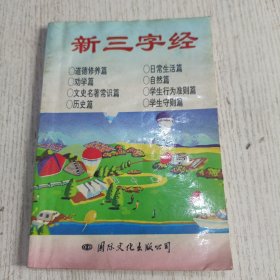 新三字经
○道德修养篇
○劝学篇
○文史名著常识篇
○历史篇
○日常生活篇
○自然篇
○学生行为准则篇
○学生守则篇
国际文化出版公司